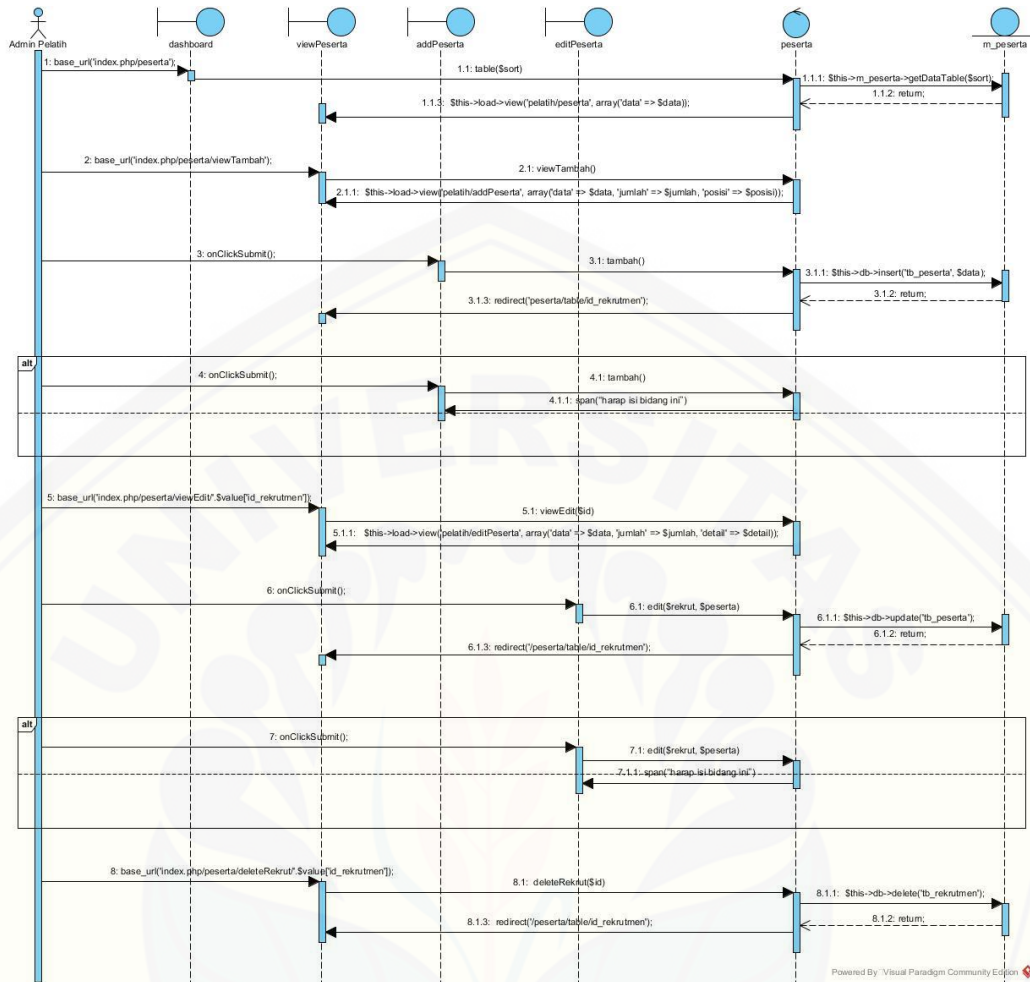 Admin Pelatih
dashboard
viewPeserta
addPeserta
editPeserta
peserta
m_peserta
1: base_url('index.php/peserta');
1.1: table($sort)
1.1.1: $this->m_peserta->getDataTable($sort);
1.1.2: return;
1.1.3: $this->load->view('pelatih/peserta', array('data' => $data));
2: base_url('index.php/peserta/viewTambah');
2.1: viewTambah()
2.1.1: $this->load->view('pelatih/addPeserta', array('data' => $data, 'jumlah' => $jumlah, 'posisi' => $posisi));
3: onClickSubmit();
3.1: tambah()
3.1.1: $this->db->insert('tb_peserta', $data);
3.1.2: return;
3.1.3: redirect('peserta/table/id_rekrutmen');
alt
4: onClickSubmit();
4.1: tambah()
4.1.1: span("harap isi bidang ini")
5: base_url('index.php/peserta/viewEdit/'.$value['id_rekrutmen']);
5.1: viewEdit($id)
5.1.1: $this->load->view('pelatih/editPeserta', array('data' => $data, 'jumlah' => $jumlah, 'detail' => $detail));
6: onClickSubmit();
6.1: edit($rekrut, $peserta)
6.1.1: $this->db->update('tb_peserta');
6.1.2: return;
6.1.3: redirect('/peserta/table/id_rekrutmen');
alt
7: onClickSubmit();
7.1: edit($rekrut, $peserta)
7.1.1: span("harap isi bidang ini")
8: base_url('index.php/peserta/deleteRekrut/'.$value['id_rekrutmen']);
8.1: deleteRekrut($id)
8.1.1: $this->db->delete('tb_rekrutmen');
8.1.2: return;
8.1.3: redirect('/peserta/table/id_rekrutmen');
UNIVERSITAS
Powered By Visual Paradigm Community Edition